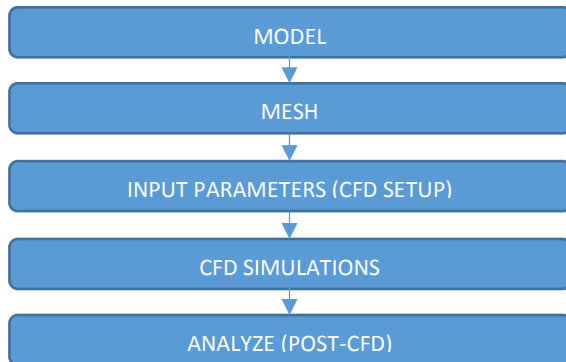 MODEL
MESH
INPUT PARAMETERS (CFD SETUP)
CFD SIMULATIONS
ANALYZE (POST-CFD)